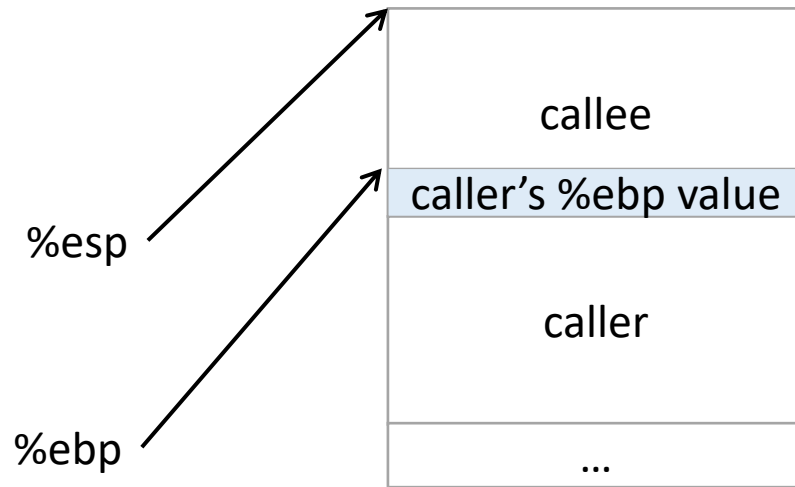 callee
caller’s %ebp value
%esp
caller
%ebp
...